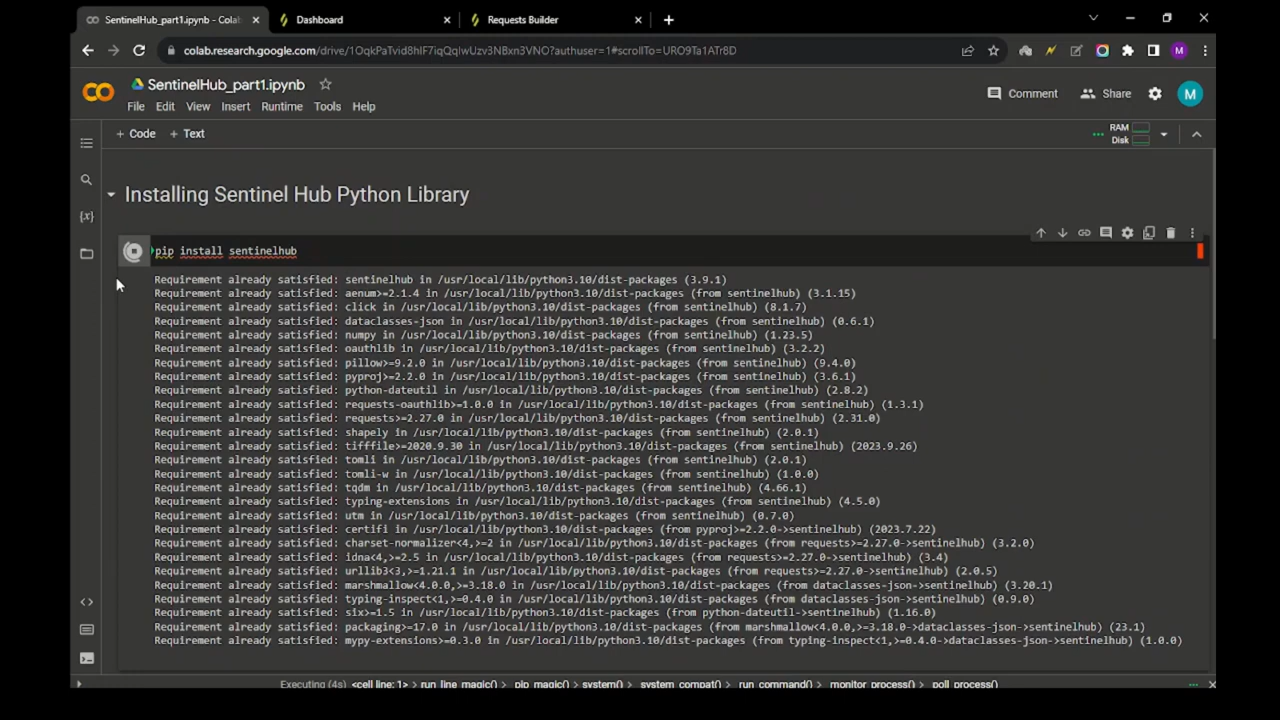 SentinelHub_part1.ipynb - Colab
Dashboard
Requests Builder
colab.research.google.com/drive/1OqkPaTvid8hIF7iqQqIwUzv3NBxn3VNO?authuser=1#scrollTo=URO9Ta1ATr8D
M
SentinelHub_part1.ipynb
File Edit View Insert Runtime Tools Help
Comment
Share
M
+ Code + Text
RAM
Disk
Installing Sentinel Hub Python Library
pip install sentinelhub
Requirement already satisfied: sentinelhub in /usr/local/lib/python3.10/dist-packages (3.9.1)
Requirement already satisfied: aenum>=2.1.4 in /usr/local/lib/python3.10/dist-packages (from sentinelhub) (3.1.15)
Requirement already satisfied: click in /usr/local/lib/python3.10/dist-packages (from sentinelhub) (8.1.7)
Requirement already satisfied: dataclasses-json in /usr/local/lib/python3.10/dist-packages (from sentinelhub) (0.6.1)
Requirement already satisfied: numpy in /usr/local/lib/python3.10/dist-packages (from sentinelhub) (1.23.5)
Requirement already satisfied: oauthlib in /usr/local/lib/python3.10/dist-packages (from sentinelhub) (3.2.2)
Requirement already satisfied: pillow>=9.2.0 in /usr/local/lib/python3.10/dist-packages (from sentinelhub) (9.4.0)
Requirement already satisfied: pyproj>=2.2.0 in /usr/local/lib/python3.10/dist-packages (from sentinelhub) (3.6.1)
Requirement already satisfied: python-dateutil in /usr/local/lib/python3.10/dist-packages (from sentinelhub) (2.8.2)
Requirement already satisfied: requests-oauthlib>=1.0.0 in /usr/local/lib/python3.10/dist-packages (from sentinelhub) (1.3.1)
Requirement already satisfied: requests>=2.27.0 in /usr/local/lib/python3.10/dist-packages (from sentinelhub) (2.31.0)
Requirement already satisfied: shapely in /usr/local/lib/python3.10/dist-packages (from sentinelhub) (2.0.1)
Requirement already satisfied: tifffile>=2020.9.30 in /usr/local/lib/python3.10/dist-packages (from sentinelhub) (2023.9.26)
Requirement already satisfied: tomli in /usr/local/lib/python3.10/dist-packages (from sentinelhub) (2.0.1)
Requirement already satisfied: tomli-w in /usr/local/lib/python3.10/dist-packages (from sentinelhub) (1.0.0)
Requirement already satisfied: tqdm in /usr/local/lib/python3.10/dist-packages (from sentinelhub) (4.66.1)
Requirement already satisfied: typing-extensions in /usr/local/lib/python3.10/dist-packages (from sentinelhub) (4.5.0)
Requirement already satisfied: utm in /usr/local/lib/python3.10/dist-packages (from sentinelhub) (0.7.0)
Requirement already satisfied: certifi in /usr/local/lib/python3.10/dist-packages (from pyproj>=2.2.0->sentinelhub) (2023.7.22)
Requirement already satisfied: charset-normalizer<4,>=2 in /usr/local/lib/python3.10/dist-packages (from requests>=2.27.0->sentinelhub) (3.2.0)
Requirement already satisfied: idna<4,>=2.5 in /usr/local/lib/python3.10/dist-packages (from requests>=2.27.0->sentinelhub) (3.4)
Requirement already satisfied: urllib3<3,>=1.21.1 in /usr/local/lib/python3.10/dist-packages (from requests>=2.27.0->sentinelhub) (2.0.5)
Requirement already satisfied: marshmallow<4.0.0,>=3.18.0 in /usr/local/lib/python3.10/dist-packages (from dataclasses-json->sentinelhub) (3.20.1)
Requirement already satisfied: typing-inspect<1,>=0.4.0 in /usr/local/lib/python3.10/dist-packages (from dataclasses-json->sentinelhub) (0.9.0)
Requirement already satisfied: six>=1.5 in /usr/local/lib/python3.10/dist-packages (from python-dateutil->sentinelhub) (1.16.0)
Requirement already satisfied: packaging>=17.0 in /usr/local/lib/python3.10/dist-packages (from marshmallow<4.0.0,>=3.18.0->dataclasses-json->sentinelhub) (23.1)
Requirement already satisfied: mypy-extensions>=0.3.0 in /usr/local/lib/python3.10/dist-packages (from typing-inspect<1,>=0.4.0->dataclasses-json->sentinelhub) (1.0.0)
Executing (4s) <cell line: 1> > run_line_magic() > pip_magic() > system() > system_compat() > run_command() > monitor_process() > poll_process()